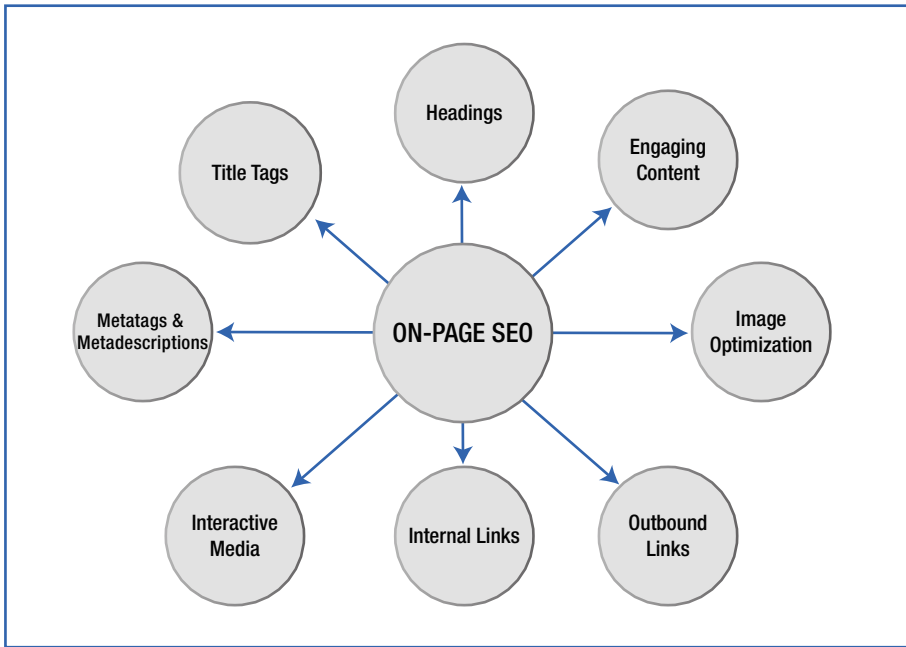 Headings
Engaging
Content
Title Tags
Metatags &
Metadescriptions
ON-PAGE SEO
Image
Optimization
Interactive
Media
Internal Links
Outbound
Links